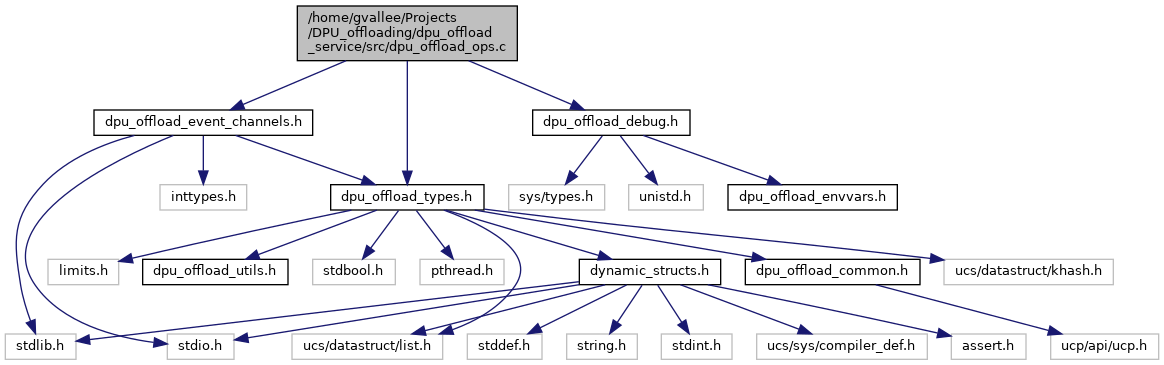 /home/gvallee/Projects
/DPU_offloading/dpu_offload
_service/src/dpu_offload_ops.c
dpu_offload_event_channels.h
dpu_offload_debug.h
inttypes.h
dpu_offload_types.h
sys/types.h
unistd.h
dpu_offload_envvars.h
limits.h
dpu_offload_utils.h
stdbool.h
pthread.h
dynamic_structs.h
dpu_offload_common.h
ucs/datastruct/khash.h
stdlib.h
stdio.h
ucs/datastruct/list.h
stddef.h
string.h
stdint.h
ucs/sys/compiler_def.h
assert.h
ucp/api/ucp.h